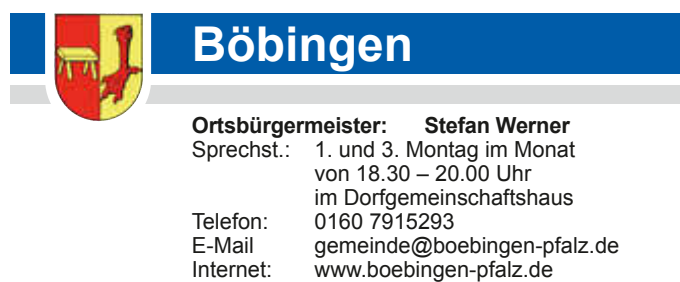 Böbingen
Ortsbürgermeister: Stefan Werner
Sprechst.: 1. und 3. Montag im Monat
von 18.30 – 20.00 Uhr
im Dorfgemeinschaftshaus
Telefon: 0160 7915293
E-Mail gemeinde@boebingen-pfalz.de
Internet: www.boebingen-pfalz.de